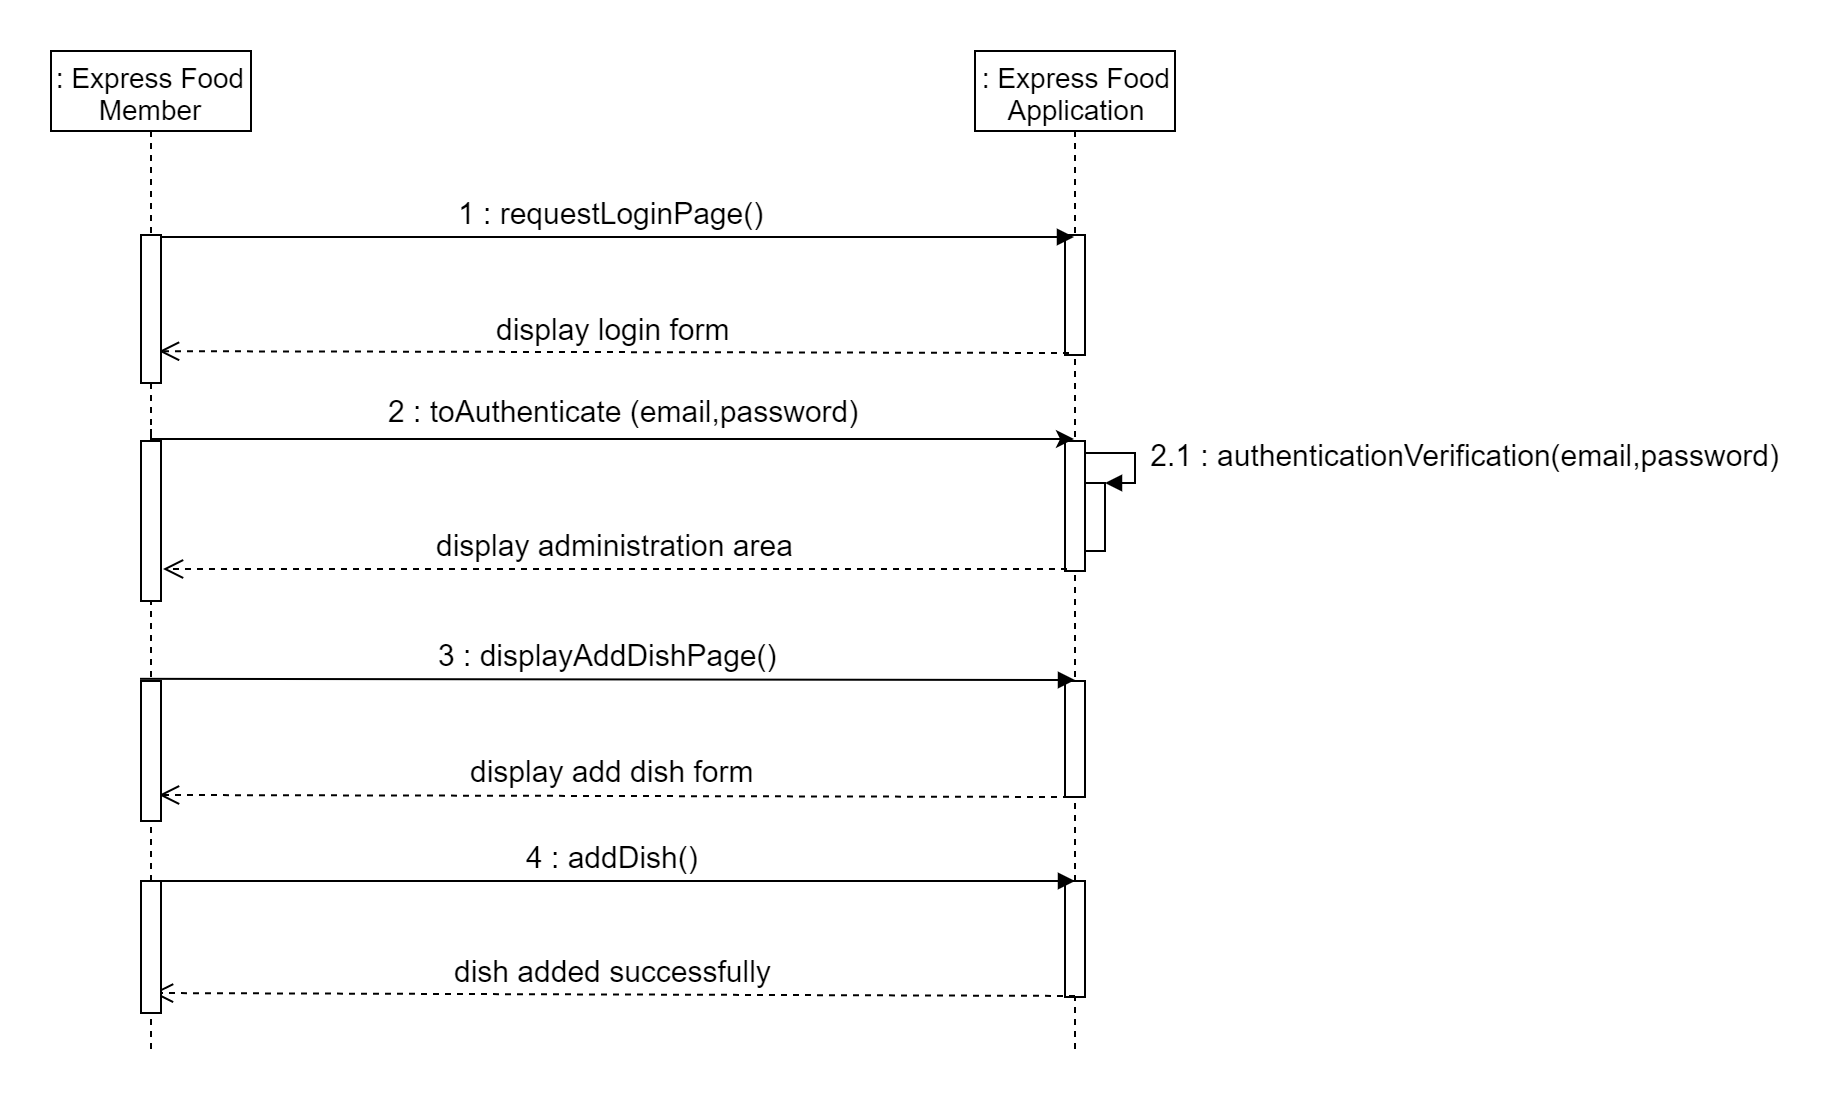 : Express Food
Member
: Express Food
Application
1 : requestLoginPage()
display login form
2 : toAuthenticate (email,password)
2.1 : authenticationVerification(email,password)
display administration area
3 : displayAddDishPage()
display add dish form
4 : addDish()
dish added successfully